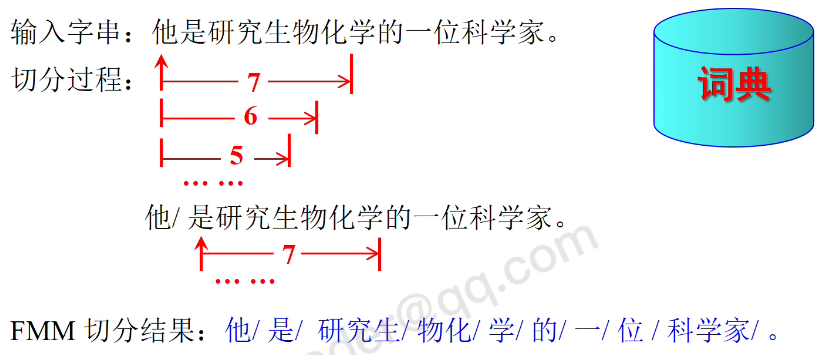 输入字串：他是研究生物化学的一位科学家。
切分过程：
7
6
5
… …
词典
他/ 是研究生物化学的一位科学家。
7
… …
FMM 切分结果：他/ 是/ 研究生/ 物化/ 学/ 的/ 一/ 位 / 科学家/ 。
@qq.com